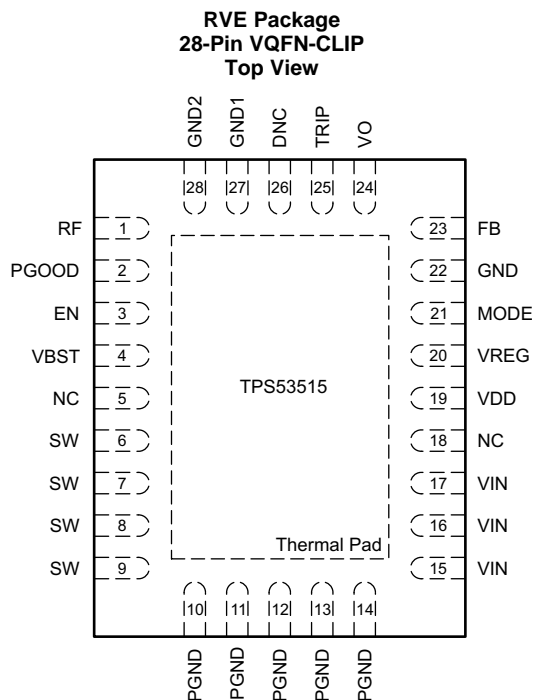 RVE Package
28-Pin VQFN-CLIP
Top View
GND2
GND1
DNC
TRIP
VO
28
27
26
25
24
RF 1
PGOOD 2
EN 3
VBST 4
NC 5
SW 6
SW 7
SW 8
SW 9
23 FB
22 GND
21 MODE
20 VREG
19 VDD
18 NC
17 VIN
16 VIN
15 VIN
TPS53515
Thermal Pad
10
11
12
13
14
PGND
PGND
PGND
PGND
PGND